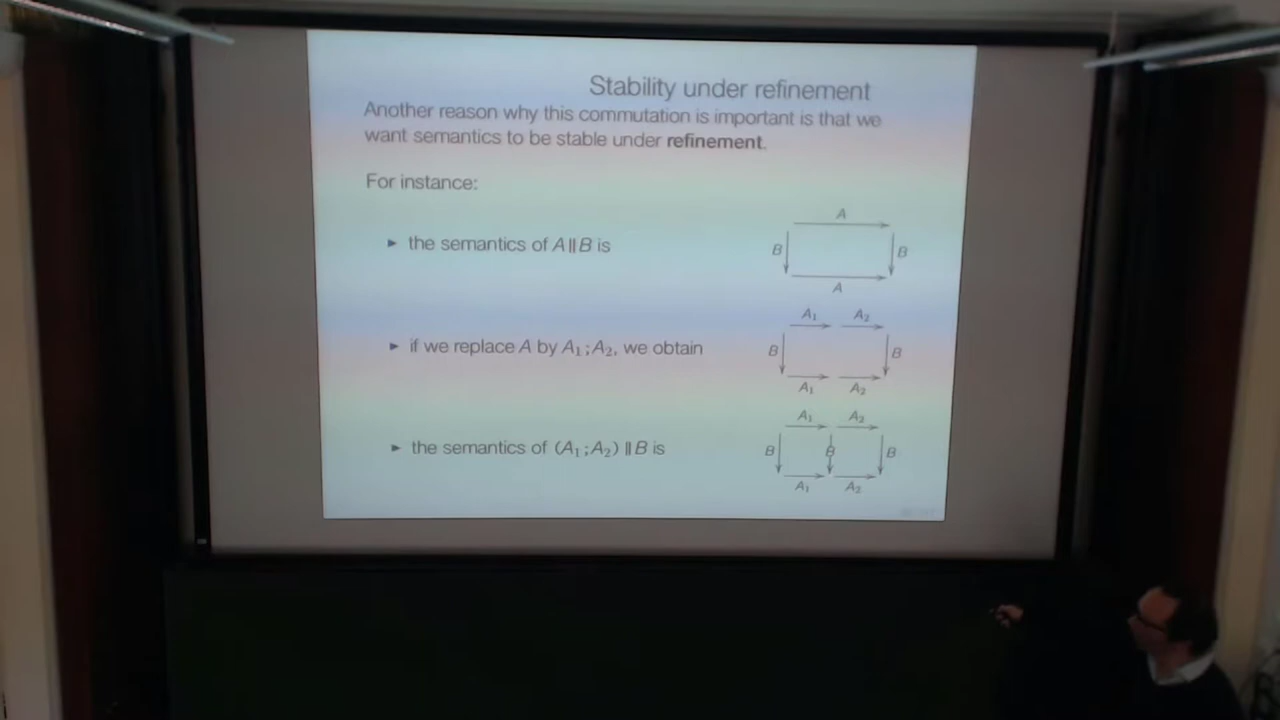 Stability under refinement
Another reason why this commutation is important is that we
want semantics to be stable under refinement.
For instance:
▸ the semantics of A || B is
A
B B
A
▸ if we replace A by A₁;A₂, we obtain
A₁ A₂
B B
A₁ A₂
▸ the semantics of (A₁;A₂) || B is
A₁ A₂
B B B
A₁ A₂